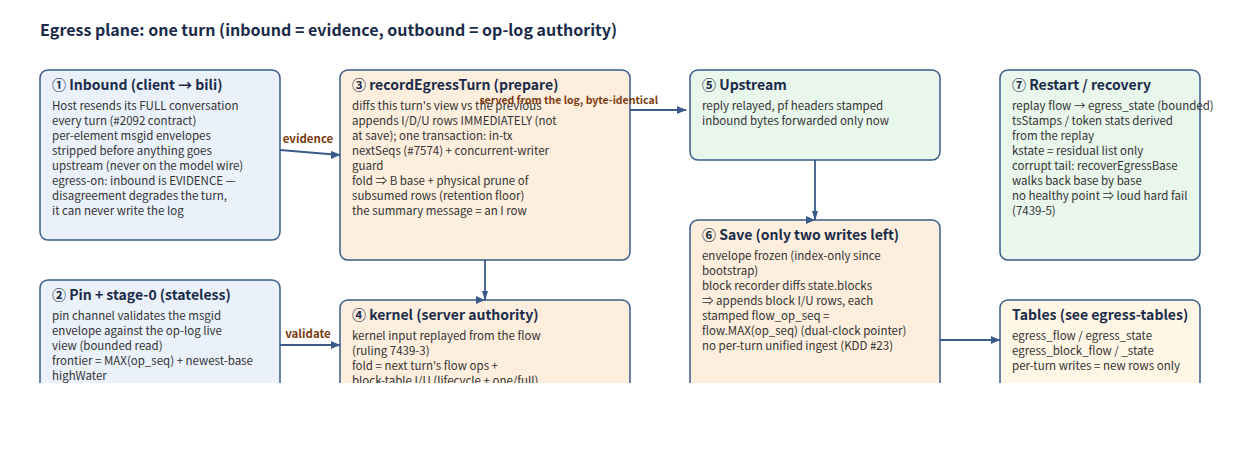 Egress plane: one turn (inbound = evidence, outbound = op-log authority)
① Inbound (client → bili)
Host resends its FULL conversation
every turn (#2092 contract)
per-element msgid envelopes
stripped before anything goes
upstream (never on the model wire)
egress-on: inbound is EVIDENCE —
disagreement degrades the turn,
it can never write the log
evidence
② Pin + stage-0 (stateless)
pin channel validates the msgid
envelope against the op-log live
view (bounded read)
frontier = MAX(op_seq) + newest-base
highWater
validate
③ recordEgressTurn (prepare)
diffs this turn's view vs the previous
appends I/D/U rows IMMEDIATELY (not
at save); one transaction: in-tx
nextSeqs (#7574) + concurrent-writer
guard
fold ⇒ B base + physical prune of
subsumed rows (retention floor)
the summary message = an I row
served from the log, byte-identical
④ kernel (server authority)
kernel input replayed from the flow
(ruling 7439-3)
fold = next turn's flow ops +
block-table I/U (lifecycle + one/full)
⑤ Upstream
reply relayed, pf headers stamped
inbound bytes forwarded only now
⑥ Save (only two writes left)
envelope frozen (index-only since
bootstrap)
block recorder diffs state.blocks
⇒ appends block I/U rows, each
stamped flow_op_seq =
flow.MAX(op_seq) (dual-clock pointer)
no per-turn unified ingest (KDD #23)
⑦ Restart / recovery
replay flow → egress_state (bounded)
tsStamps / token stats derived
from the replay
kstate = residual list only
corrupt tail: recoverEgressBase
walks back base by base
no healthy point ⇒ loud hard fail
(7439-5)
Tables (see egress-tables)
egress_flow / egress_state
egress_block_flow / _state
per-turn writes = new rows only